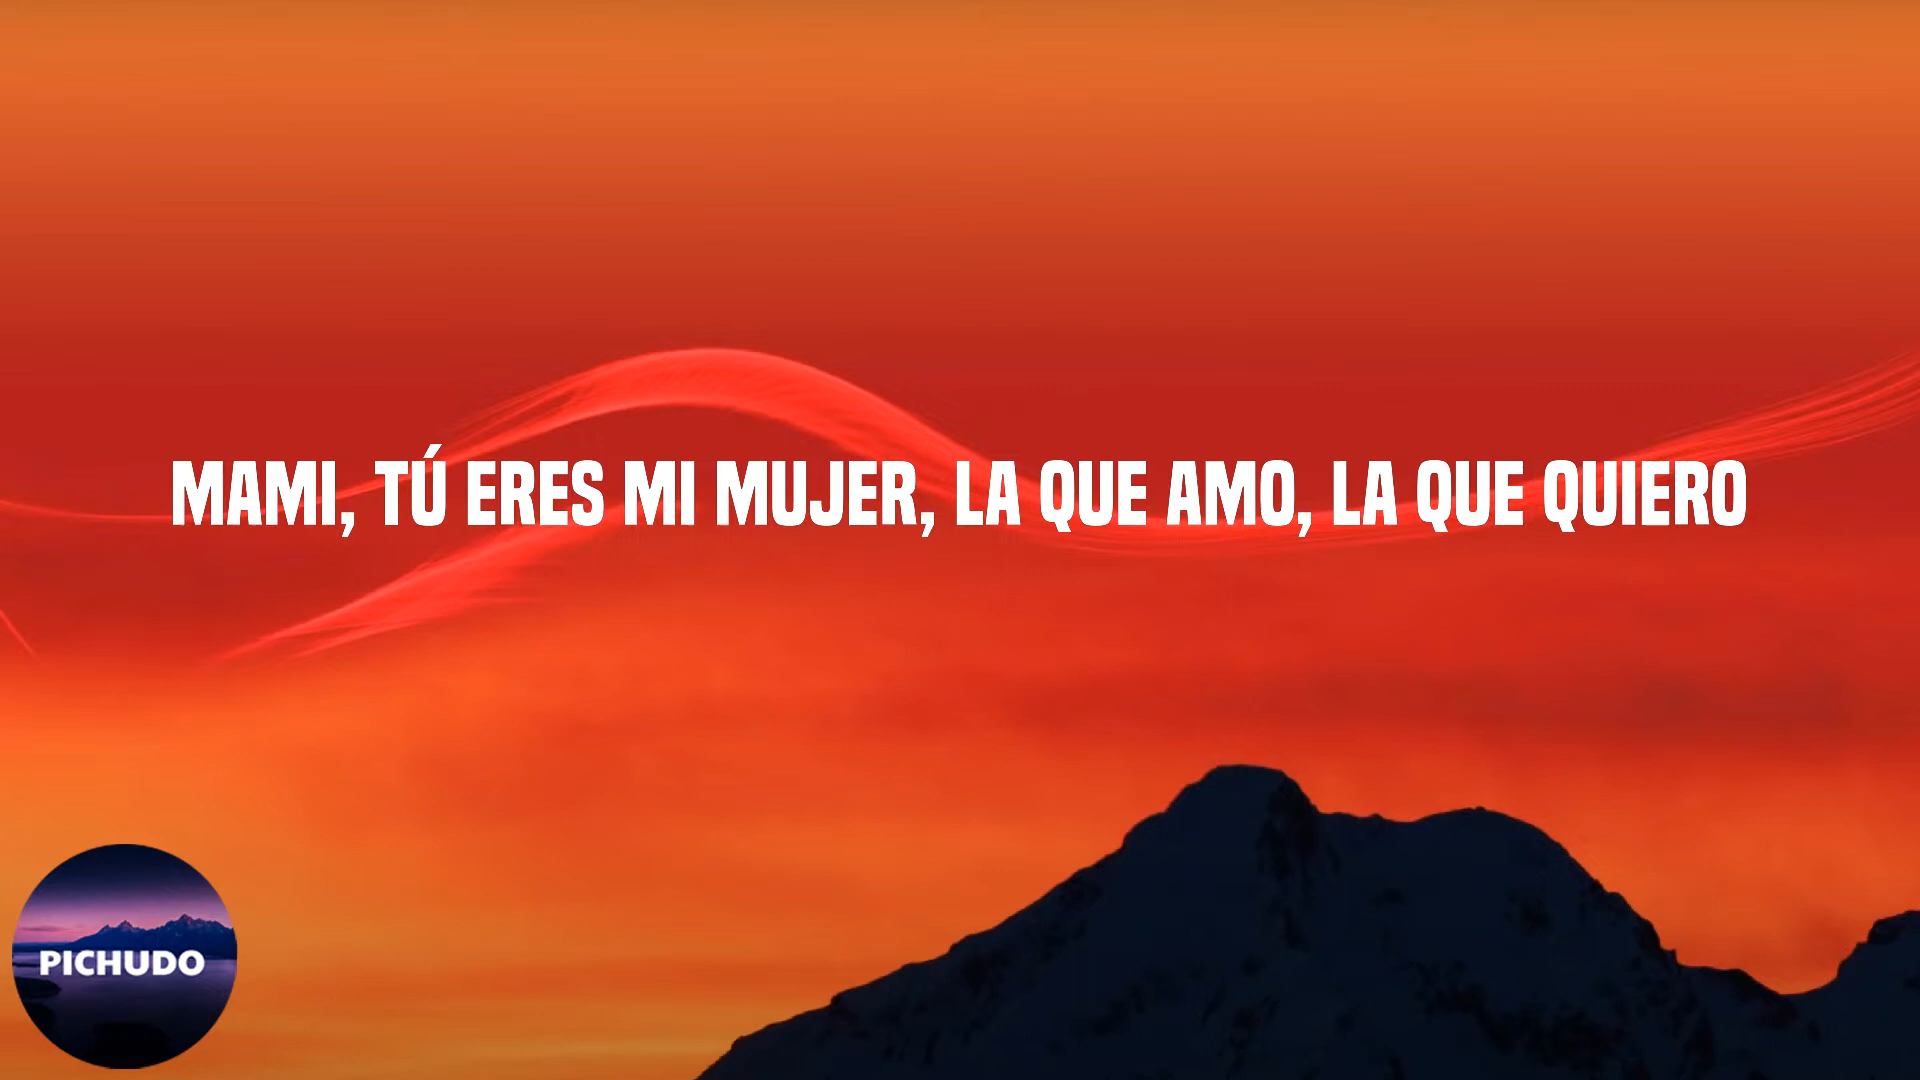 MAMI, TÚ ERES MI MUJER, LA QUE AMO, LA QUE QUIERO
PICHUDO